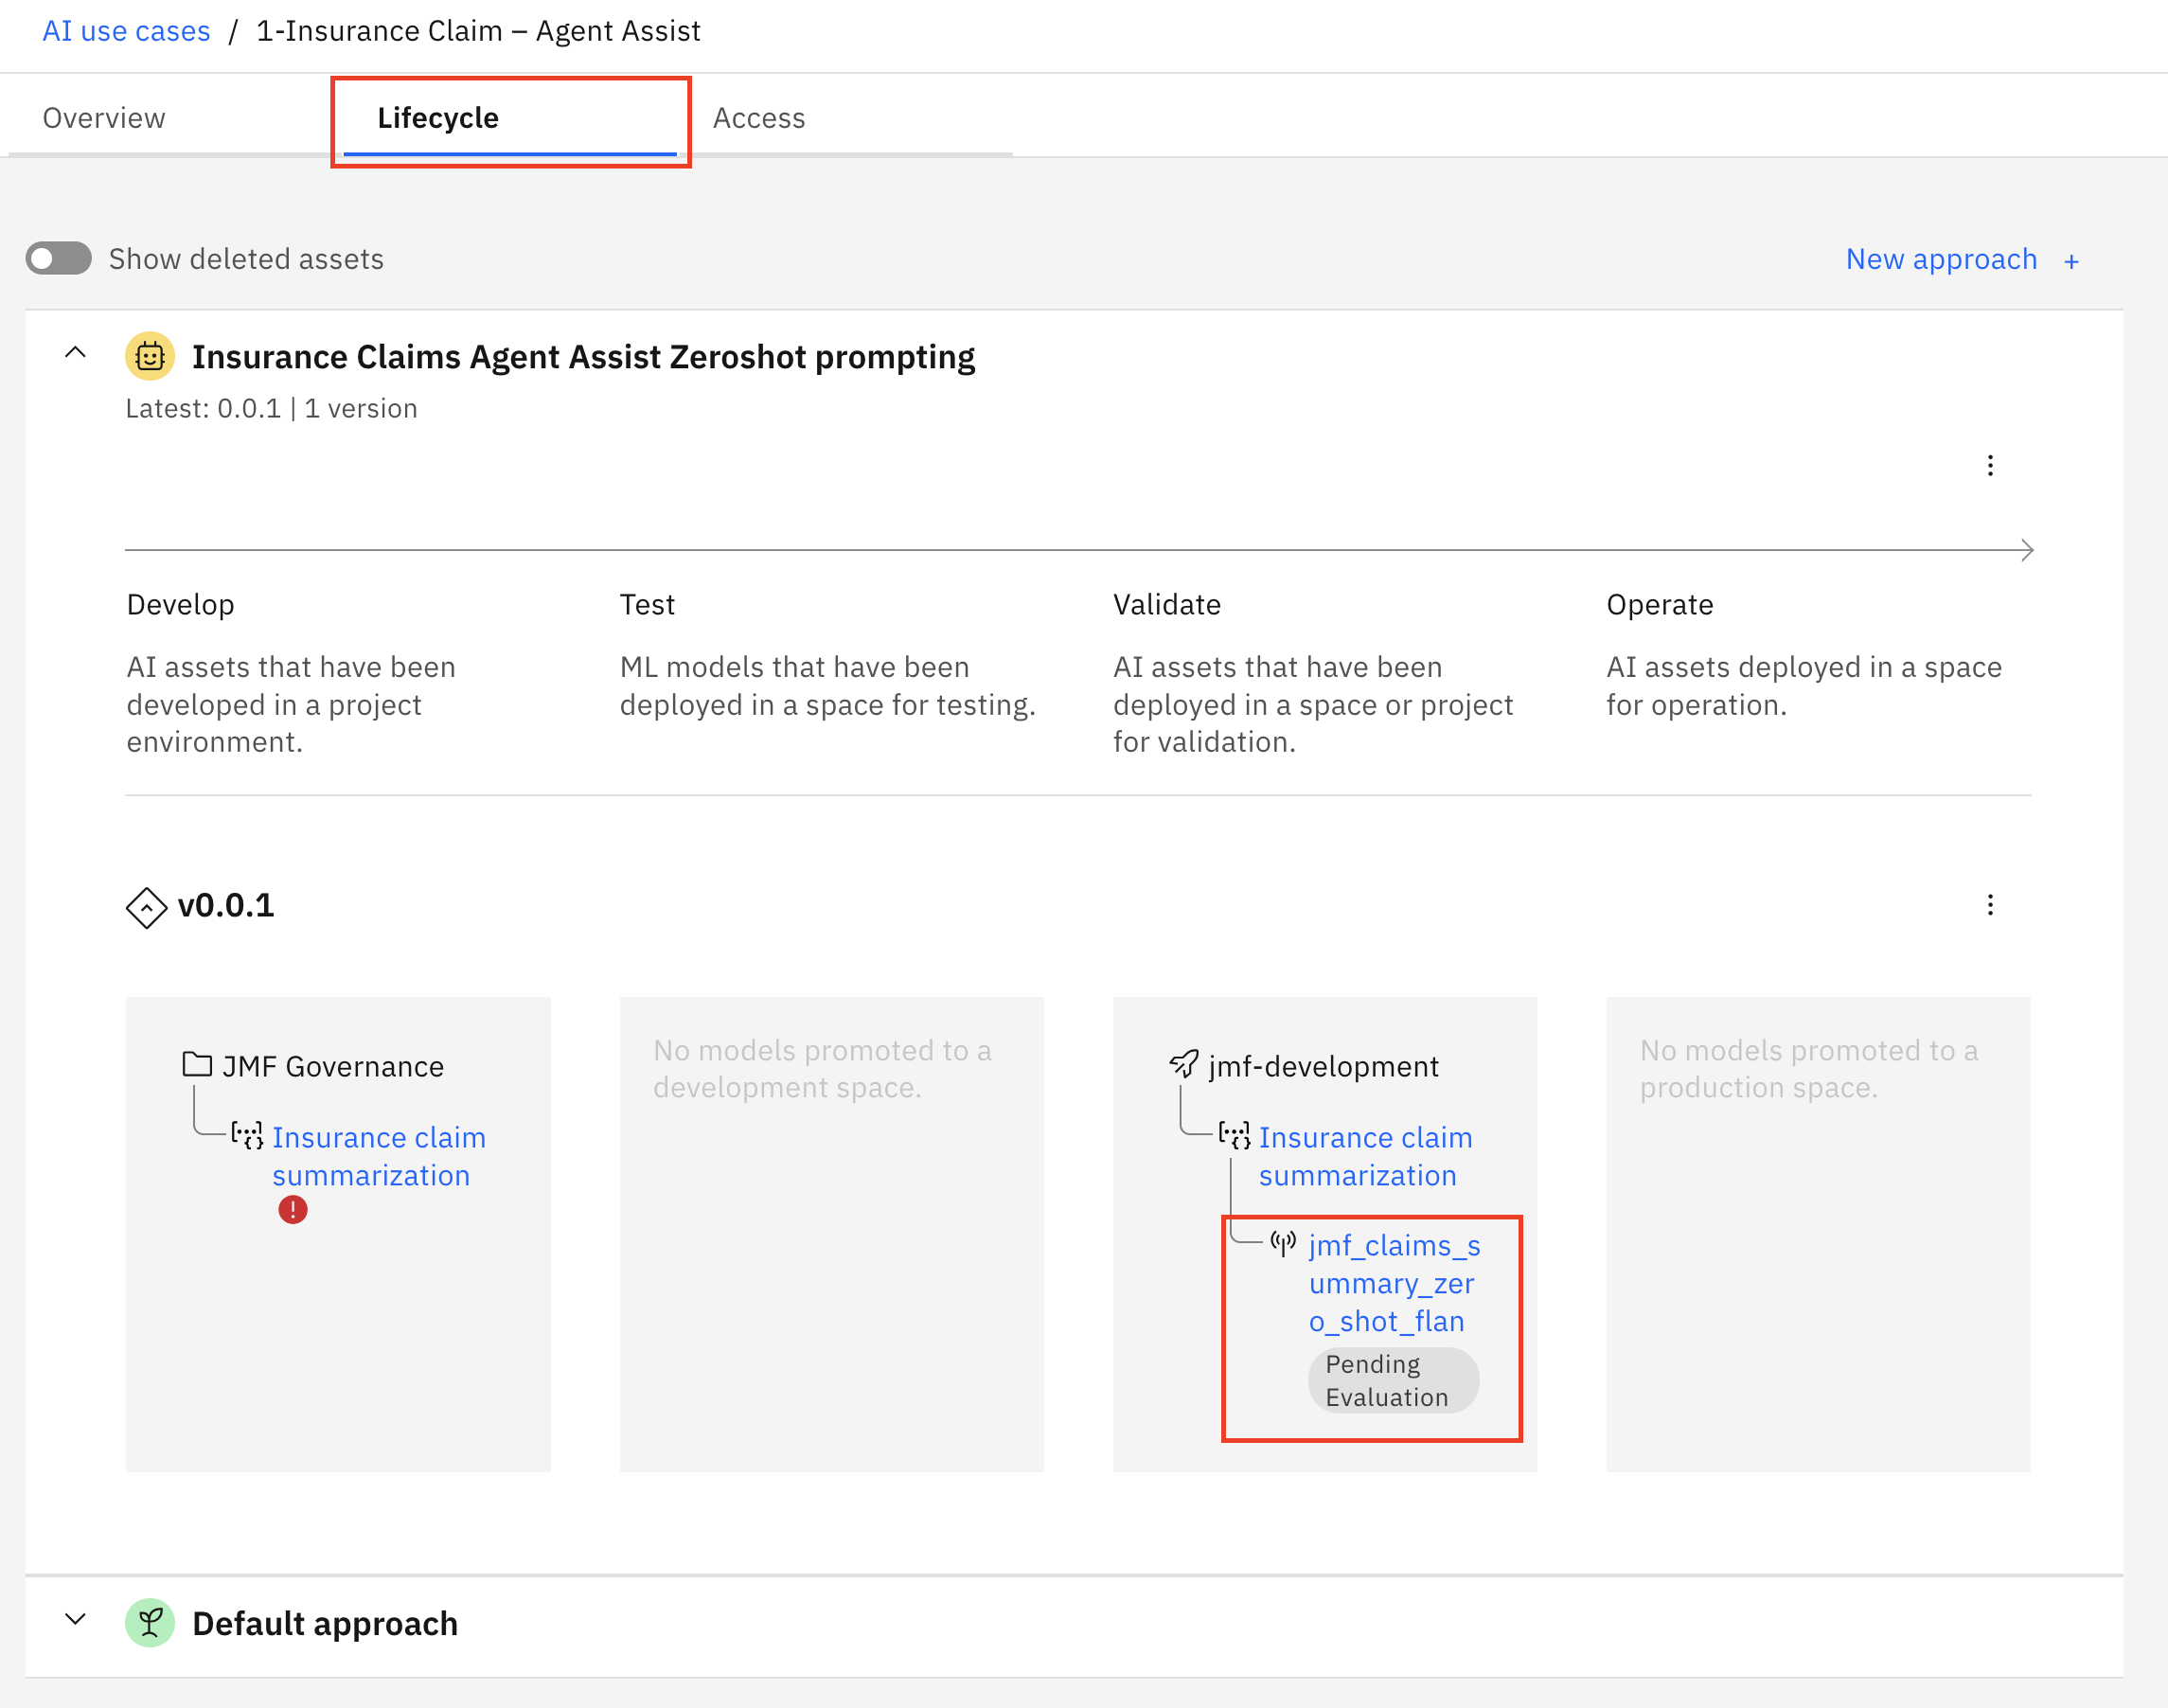 AI use cases / 1-Insurance Claim – Agent Assist
Overview
Lifecycle
Access
Show deleted assets
New approach +
Insurance Claims Agent Assist Zeroshot prompting
Latest: 0.0.1 | 1 version
Develop
AI assets that have been
developed in a project
environment.
Test
ML models that have been
deployed in a space for testing.
Validate
AI assets that have been
deployed in a space or project
for validation.
Operate
AI assets deployed in a space
for operation.
v0.0.1
JMF Governance
Insurance claim
summarization
No models promoted to a
development space.
jmf-development
Insurance claim
summarization
jmf_claims_s
ummary_zer
o_shot_flan
Pending
Evaluation
No models promoted to a
production space.
Default approach